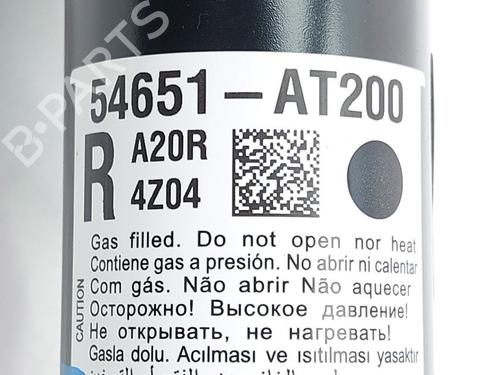 B-PARTS
54651-AT200
R A20R
4Z04
CAUTION
Gas filled. Do not open nor heat
Contiene gas a presión. No abrir ni calentar
Com gás. Não abrir Não aquecer
Осторожно! Высокое давление!
Не открывать, не нагревать!
Gasla dolu. Acılması ve ısıtılması yasaktır